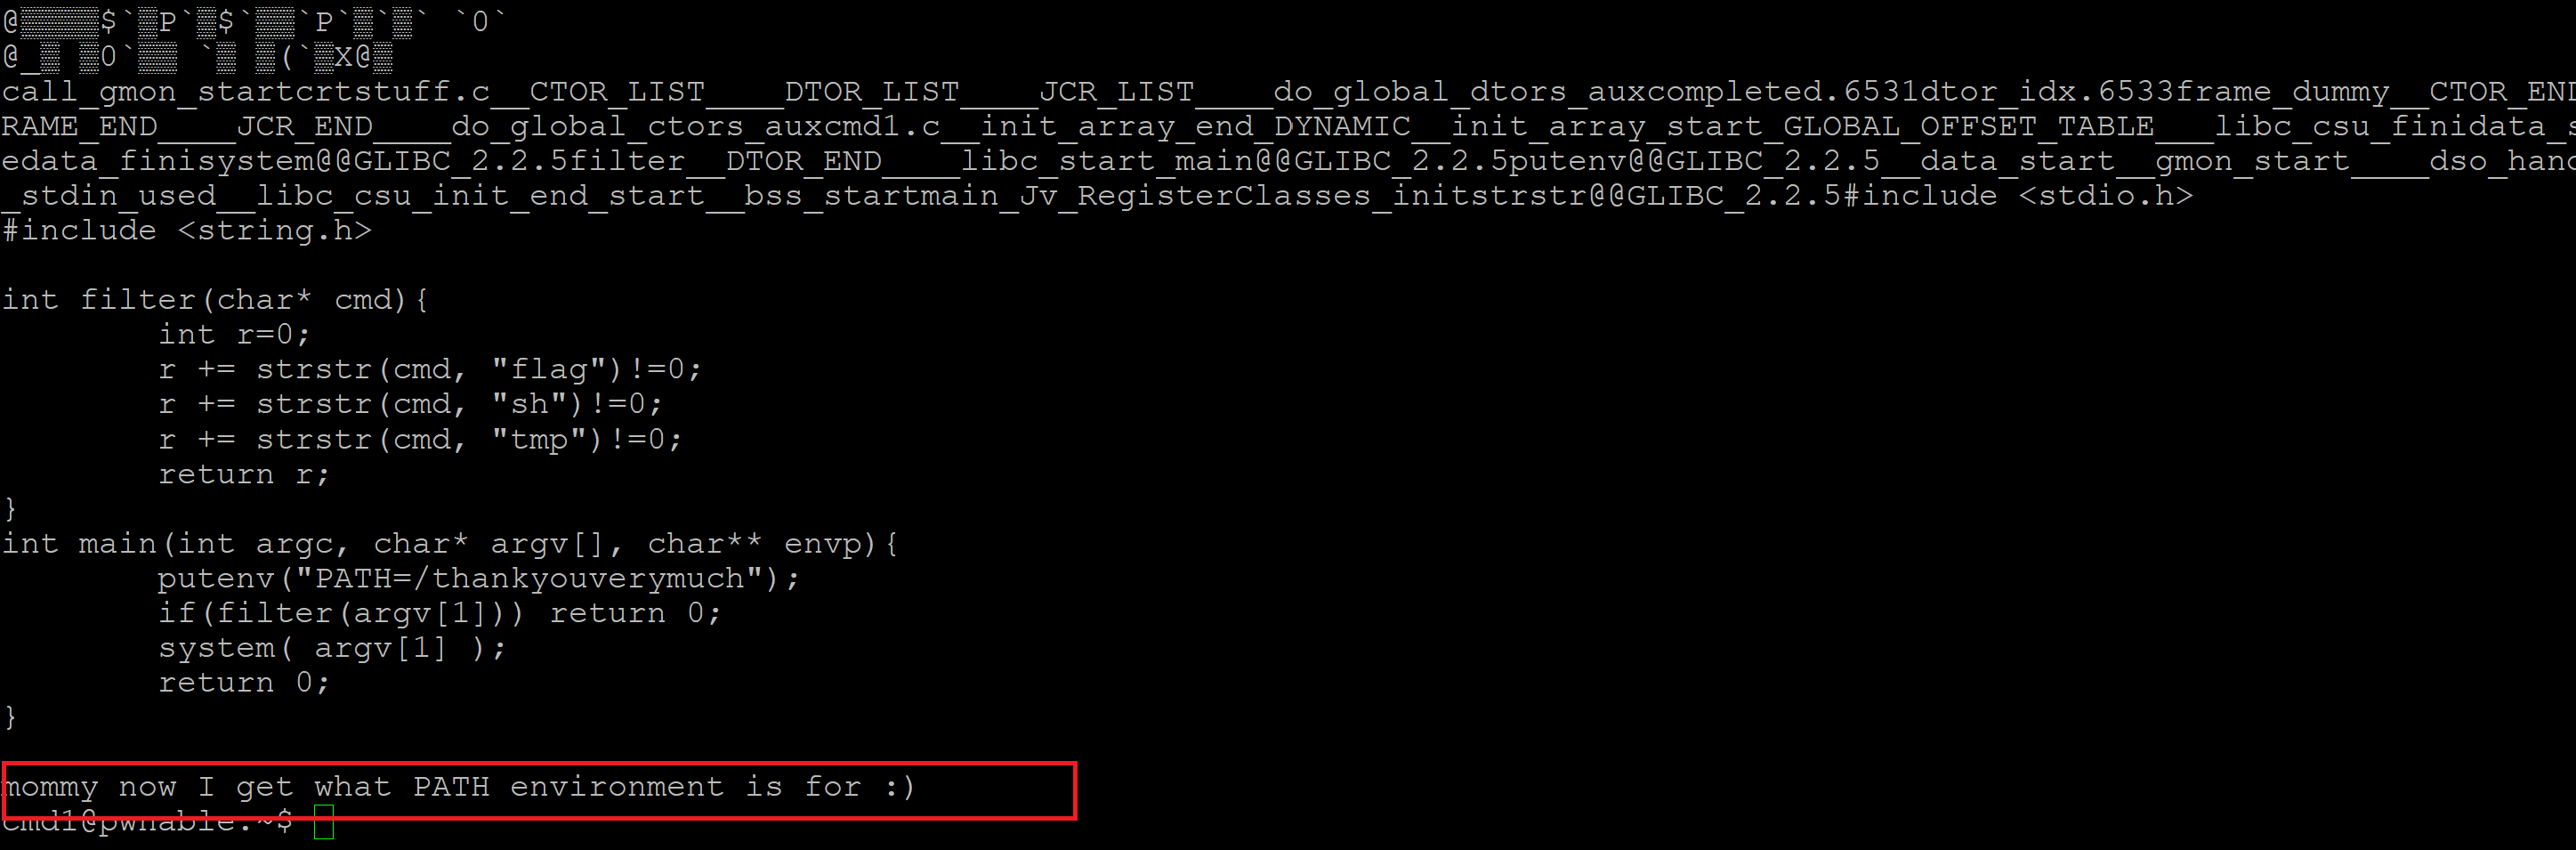 @▒▒▒▒$`▒P`▒$`▒▒`P`▒`▒` `0`
@_▒ ▒0`▒▒ `▒ ▒(`▒X@▒
call_gmon_startcrtstuff.c__CTOR_LIST____DTOR_LIST____JCR_LIST____do_global_dtors_auxcompleted.6531dtor_idx.6533frame_dummy__CTOR_END
RAME_END____JCR_END____do_global_ctors_auxcmd1.c__init_array_end_DYNAMIC__init_array_start_GLOBAL_OFFSET_TABLE___libc_csu_finidata_s
edata_finisystem@@GLIBC_2.2.5filter__DTOR_END____libc_start_main@@GLIBC_2.2.5putenv@@GLIBC_2.2.5__data_start__gmon_start____dso_hand
_stdin_used__libc_csu_init_end_start__bss_startmain_Jv_RegisterClasses_initstrstr@@GLIBC_2.2.5#include <stdio.h>
#include <string.h>

int filter(char* cmd){
        int r=0;
        r += strstr(cmd, "flag")!=0;
        r += strstr(cmd, "sh")!=0;
        r += strstr(cmd, "tmp")!=0;
        return r;
}
int main(int argc, char* argv[], char** envp){
        putenv("PATH=/thankyouverymuch");
        if(filter(argv[1])) return 0;
        system( argv[1] );
        return 0;
}

mommy now I get what PATH environment is for :)
cmd1@pwnable:~$